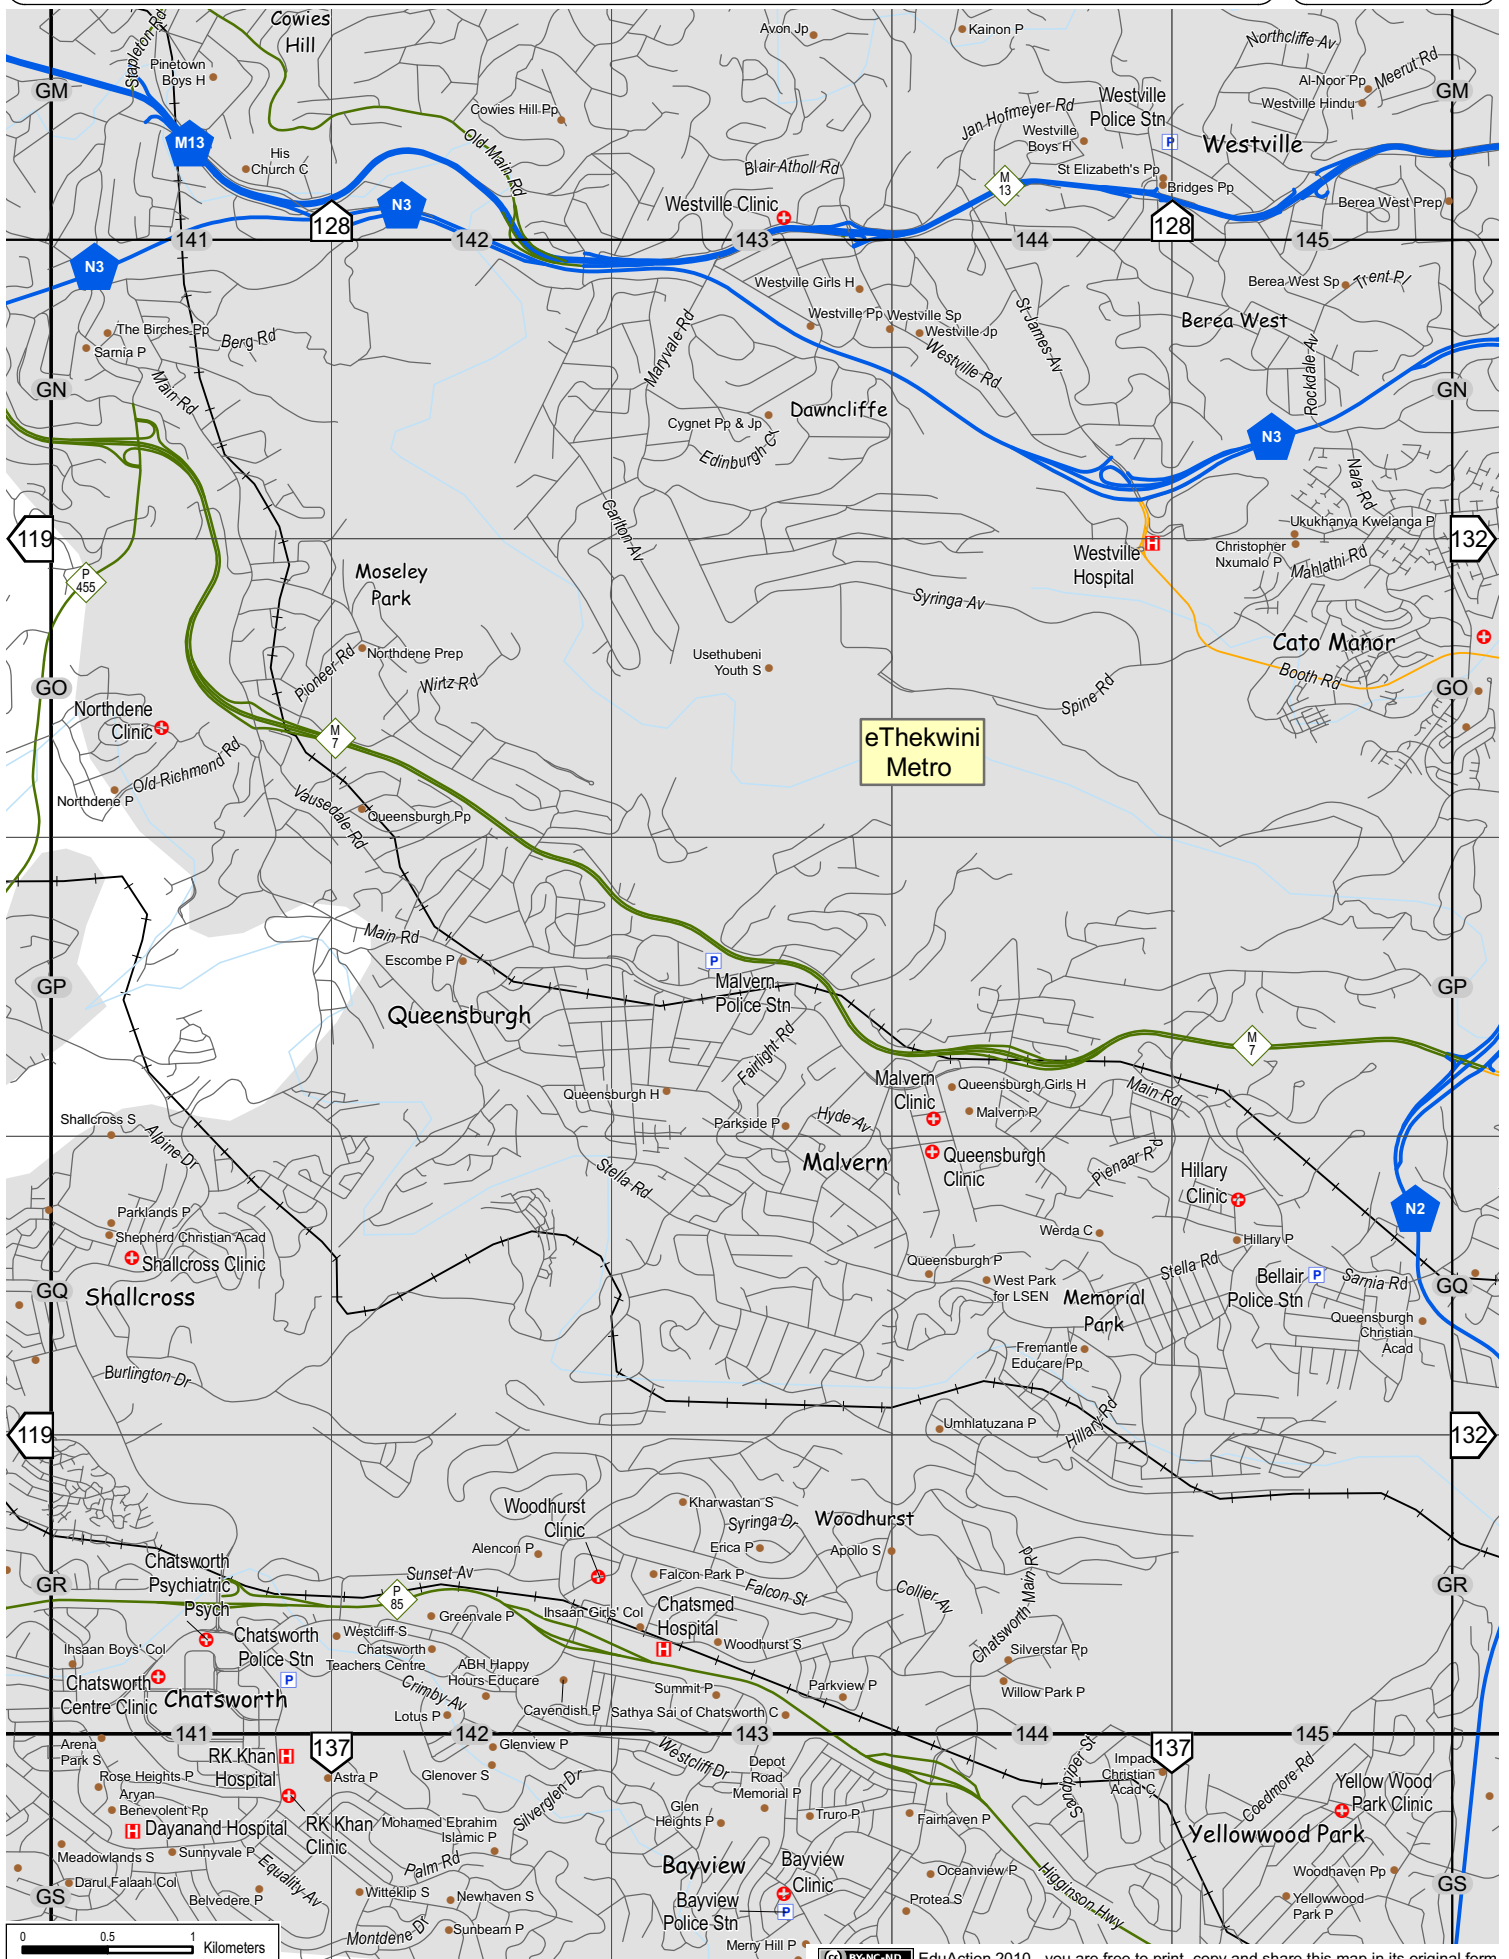 Cowies
Hill
Stapleton Rd
Pinetown
Boys H
Avon Jp
Kainon P
Northcliffe Av
Al-Noor Pp
Meerut Rd
Westville Hindu
GM
GM
Cowies Hill Pp
Jan Hofmeyr Rd
Westville
Police Stn
Westville
Boys H
P
Westville
M13
His
Church C
Old Main Rd
Blair Atholl Rd
St Elizabeth's Pp
Bridges Pp
M
13
Westville Clinic
Berea West Prep
N3
128
128
141
142
143
144
145
N3
Westville Girls H
Berea West Sp
Trent Pl
The Birches Pp
Sarnia P
Berg Rd
Maryvale Rd
Westville Pp
Westville Sp
Westville Jp
Westville Rd
St James Av
Berea West
Rockdale Av
Main Rd
GN
GN
Dawncliffe
Cygnet Pp & Jp
Edinburgh Cr
N3
Nala Rd
Carlton Av
119
132
Ukukhanya Kwelanga P
Westville
Hospital
H
Christopher
Nxumalo P
Mahlathi Rd
P
455
Moseley
Park
Syringa Av
Cato Manor
Booth Rd
Pioneer Rd
Northdene Prep
Wirtz Rd
Usethubeni
Youth S
Spine Rd
GO
GO
Northdene
Clinic
M
7
eThekwini
Metro
Old Richmond Rd
Northdene P
Vausedale Rd
Queensburgh Pp
Main Rd
Escombe P
P
Malvern
Police Stn
GP
GP
Queensburgh
Fairlight Rd
M
7
Malvern
Clinic
Queensburgh Girls H
Main Rd
Queensburgh H
Malvern P
Shallcross S
Alpine Dr
Parkside P
Hyde Av
Malvern
Queensburgh
Clinic
Pienaar Rd
Hillary
Clinic
Stella Rd
Parklands P
Shepherd Christian Acad
Shallcross Clinic
Werda C
Hillary P
N2
Queensburgh P
West Park
for LSEN
Stella Rd
Bellair
Police Stn
P
Sarnia Rd
GQ
GQ
Shallcross
Memorial
Park
Queensburgh
Christian
Acad
Fremantle
Educare Pp
Burlington Dr
Umhlatuzana P
Hillary Rd
119
132
Woodhurst
Clinic
Kharwastan S
Syringa Dr
Woodhurst
Alencon P
Erica P
Apollo S
Chatsworth
Psychiatric
Psych
Sunset Av
Falcon Park P
Falcon St
Collier Av
Chatsworth Main Rd
GR
GR
P
85
Greenvale P
Ihsaan Girls' Col
Chatsmed
Hospital
H
Ihsaan Boys' Col
Chatsworth
Police Stn
P
Westcliff S
Chatsworth
Teachers Centre
Woodhurst S
Silverstar Pp
ABH Happy
Hours Educare
Chatsworth
Centre Clinic
Chatsworth
Crimby Av
Lotus P
Cavendish P
Summit P
Parkview P
Willow Park P
Sathya Sai of Chatsworth C
141
142
143
144
145
137
137
Arena
Park S
RK Khan
Hospital
H
Glenview P
Westcliff Dr
Depot
Road
Memorial P
Sandpiper St
Impact
Christian
Acad C
Coedmore Rd
Yellow Wood
Park Clinic
Rose Heights P
Astra P
Glenover S
Silverglen Dr
Aryan
Benevolent Pp
RK Khan
Clinic
Mohamed Ebrahim
Islamic P
Glen
Heights P
Truro P
Fairhaven P
H
Dayanand Hospital
Yellowwood Park
Meadowlands S
Sunnyvale P
Equality Av
Palm Rd
Bayview
Bayview
Clinic
Oceanview P
Woodhaven Pp
Darul Falaah Col
Belvedere P
Witteklip S
Newhaven S
Bayview
Police Stn
P
Protea S
Higginson Hwy
Yellowwood
Park P
GS
GS
Montdene Dr
Sunbeam P
Merry Hill P
0 0.5 1
Kilometers
(cc) BY-NC-ND EduAction 2010 - you are free to print, copy and share this map in its original form